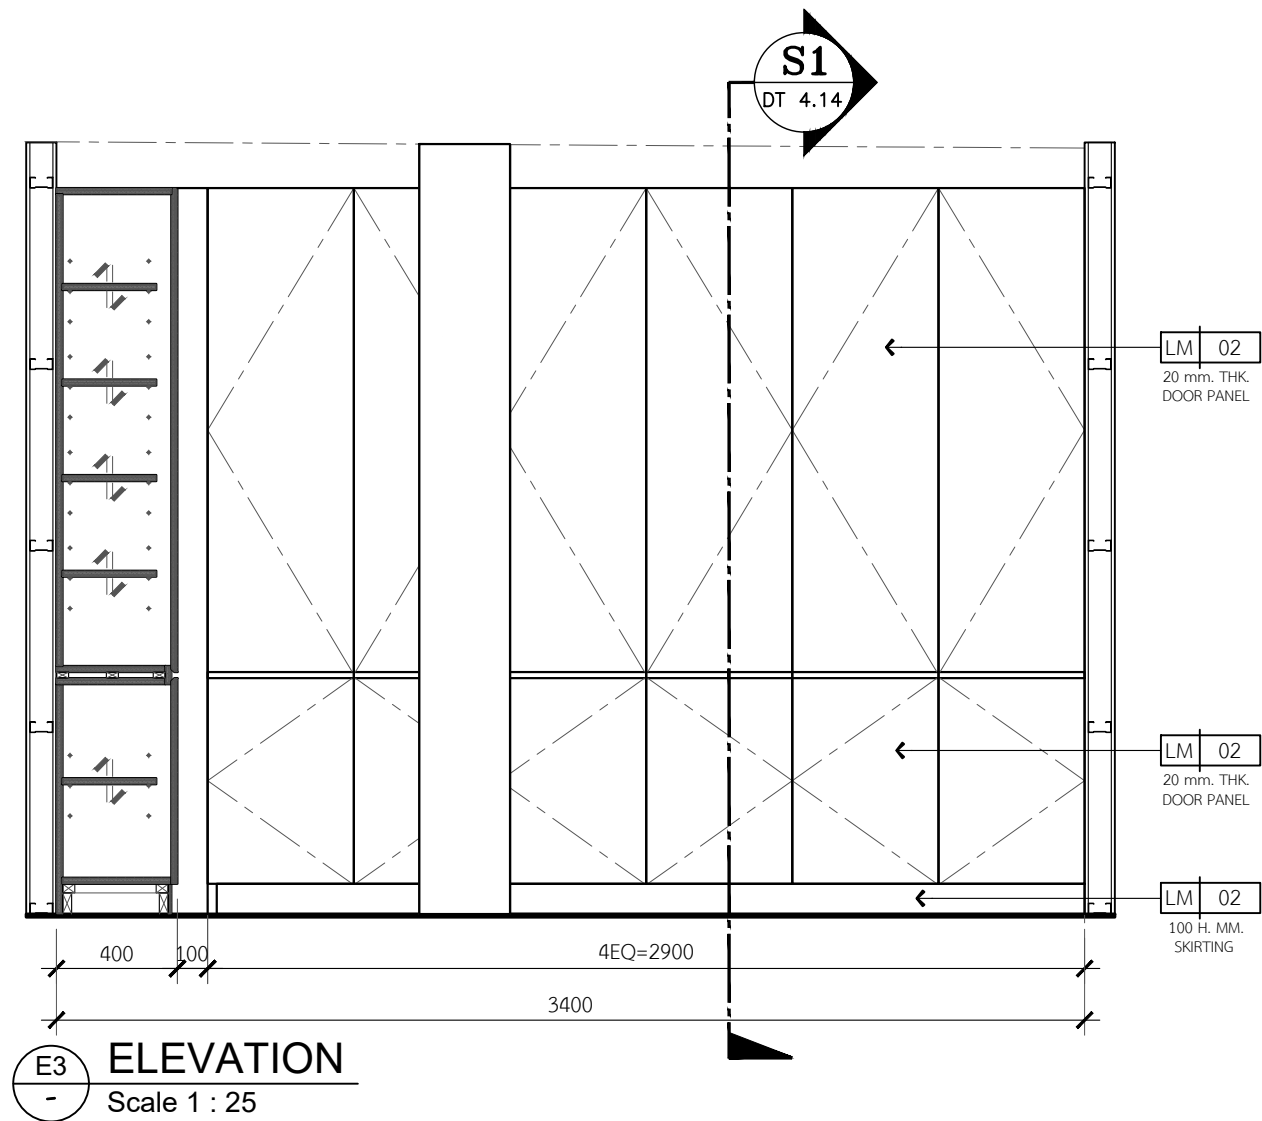 S1
DT 4.14
LM 02
20 mm. THK.
DOOR PANEL
LM 02
20 mm. THK.
DOOR PANEL
LM 02
100 H. MM.
SKIRTING
400 100 4EQ=2900
3400
E3
-
ELEVATION
Scale 1 : 25